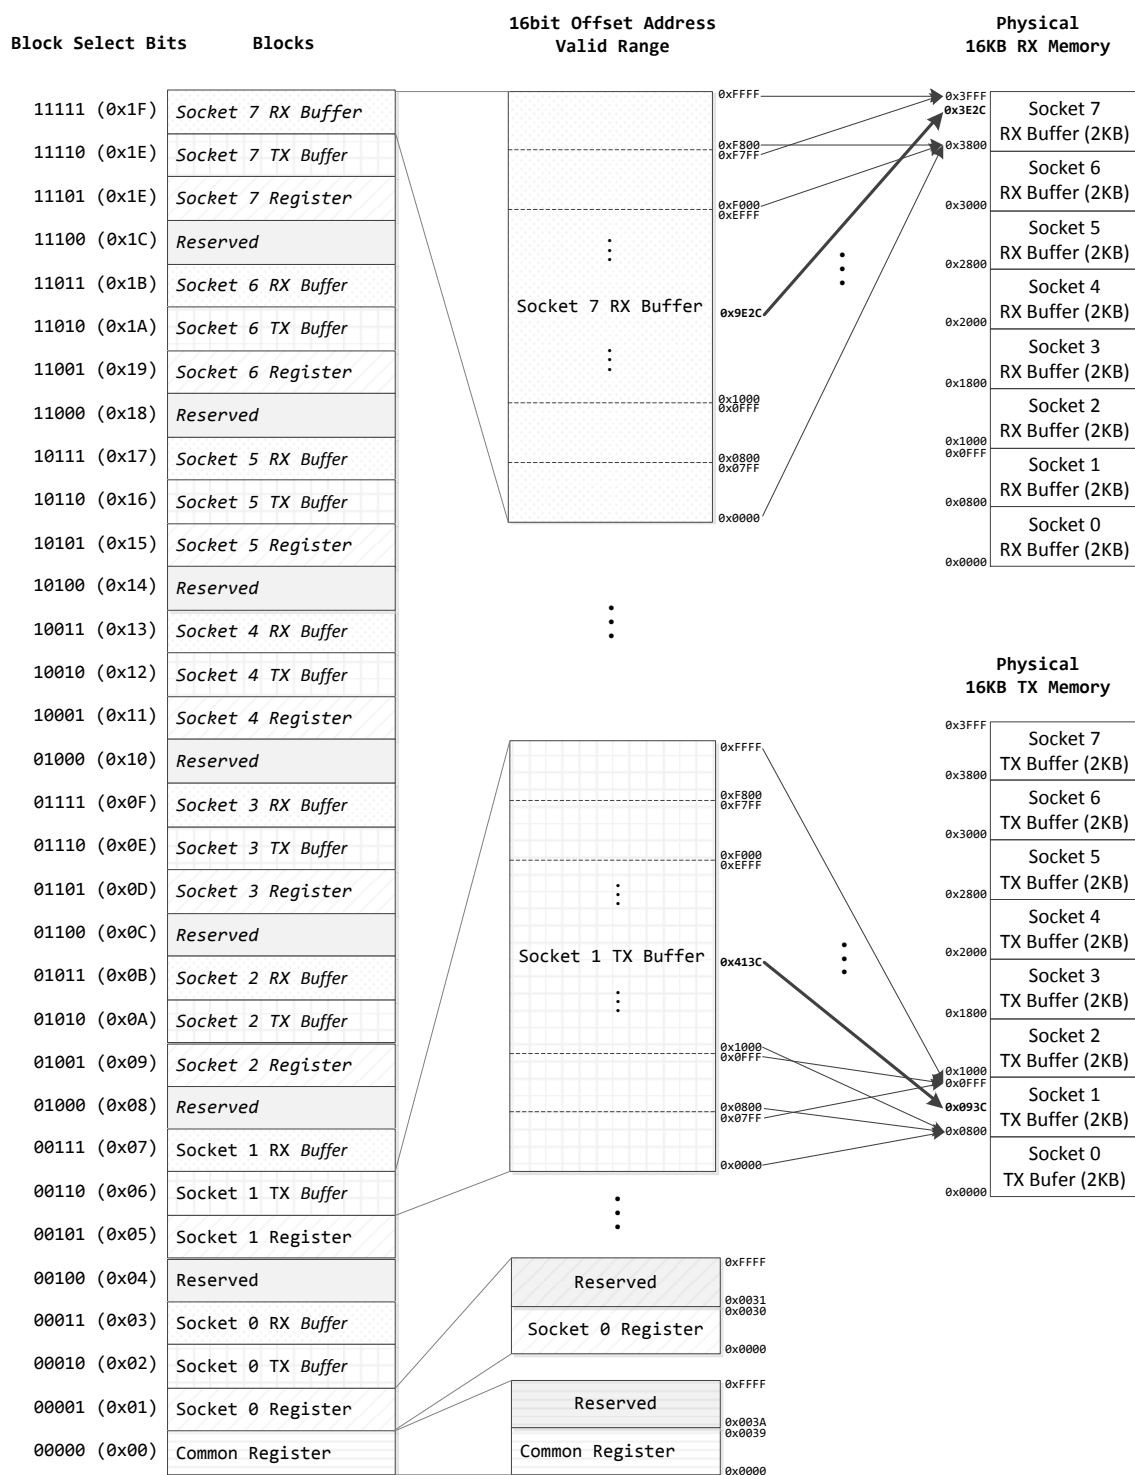 Block Select Bits
Blocks
16bit Offset Address
Valid Range
Physical
16KB RX Memory
11111 (0x1F) Socket 7 RX Buffer
11110 (0x1E) Socket 7 TX Buffer
11101 (0x1E) Socket 7 Register
11100 (0x1C) Reserved
11011 (0x1B) Socket 6 RX Buffer
11010 (0x1A) Socket 6 TX Buffer
11001 (0x19) Socket 6 Register
11000 (0x18) Reserved
10111 (0x17) Socket 5 RX Buffer
10110 (0x16) Socket 5 TX Buffer
10101 (0x15) Socket 5 Register
10100 (0x14) Reserved
10011 (0x13) Socket 4 RX Buffer
10010 (0x12) Socket 4 TX Buffer
10001 (0x11) Socket 4 Register
01000 (0x10) Reserved
01111 (0x0F) Socket 3 RX Buffer
01110 (0x0E) Socket 3 TX Buffer
01101 (0x0D) Socket 3 Register
01100 (0x0C) Reserved
01011 (0x0B) Socket 2 RX Buffer
01010 (0x0A) Socket 2 TX Buffer
01001 (0x09) Socket 2 Register
01000 (0x08) Reserved
00111 (0x07) Socket 1 RX Buffer
00110 (0x06) Socket 1 TX Buffer
00101 (0x05) Socket 1 Register
00100 (0x04) Reserved
00011 (0x03) Socket 0 RX Buffer
00010 (0x02) Socket 0 TX Buffer
00001 (0x01) Socket 0 Register
00000 (0x00) Common Register
0xFFFF
0xF800
0xF7FF
0xF000
0xEFFF
Socket 7 RX Buffer
0x9E2C
0x1000
0x0FFF
0x0800
0x07FF
0x0000
0x3FFF
0x3E2C
Socket 7
RX Buffer (2KB)
0x3800
Socket 6
RX Buffer (2KB)
0x3000
Socket 5
RX Buffer (2KB)
0x2800
Socket 4
RX Buffer (2KB)
0x2000
Socket 3
RX Buffer (2KB)
0x1800
Socket 2
RX Buffer (2KB)
0x1000
0x0FFF
Socket 1
RX Buffer (2KB)
0x0800
Socket 0
RX Buffer (2KB)
0x0000
0xFFFF
0xF800
0xF7FF
0xF000
0xEFFF
Socket 1 TX Buffer
0x413C
0x1000
0x0FFF
0x0800
0x07FF
0x0000
Physical
16KB TX Memory
0x3FFF
Socket 7
TX Buffer (2KB)
0x3800
Socket 6
TX Buffer (2KB)
0x3000
Socket 5
TX Buffer (2KB)
0x2800
Socket 4
TX Buffer (2KB)
0x2000
Socket 3
TX Buffer (2KB)
0x1800
Socket 2
TX Buffer (2KB)
0x1000
0x0FFF
Socket 1
0x093C
TX Buffer (2KB)
0x0800
Socket 0
TX Bufer (2KB)
0x0000
0xFFFF
Reserved
0x0031
0x0030
Socket 0 Register
0x0000
0xFFFF
Reserved
0x003A
0x0039
Common Register
0x0000